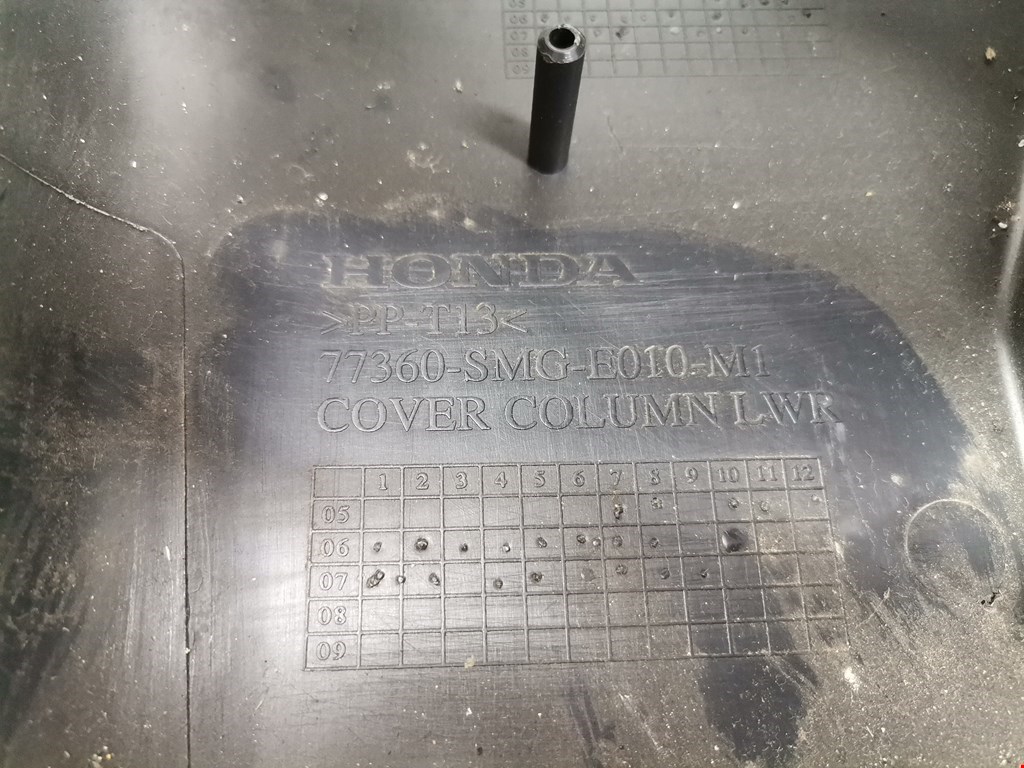 HONDA
>PP-T13<
77360-SMG-E010-M1
COVER COLUMN LWR
1 2 3 4 5 6 7 8 9 10 11 12
05
06
07
08
09